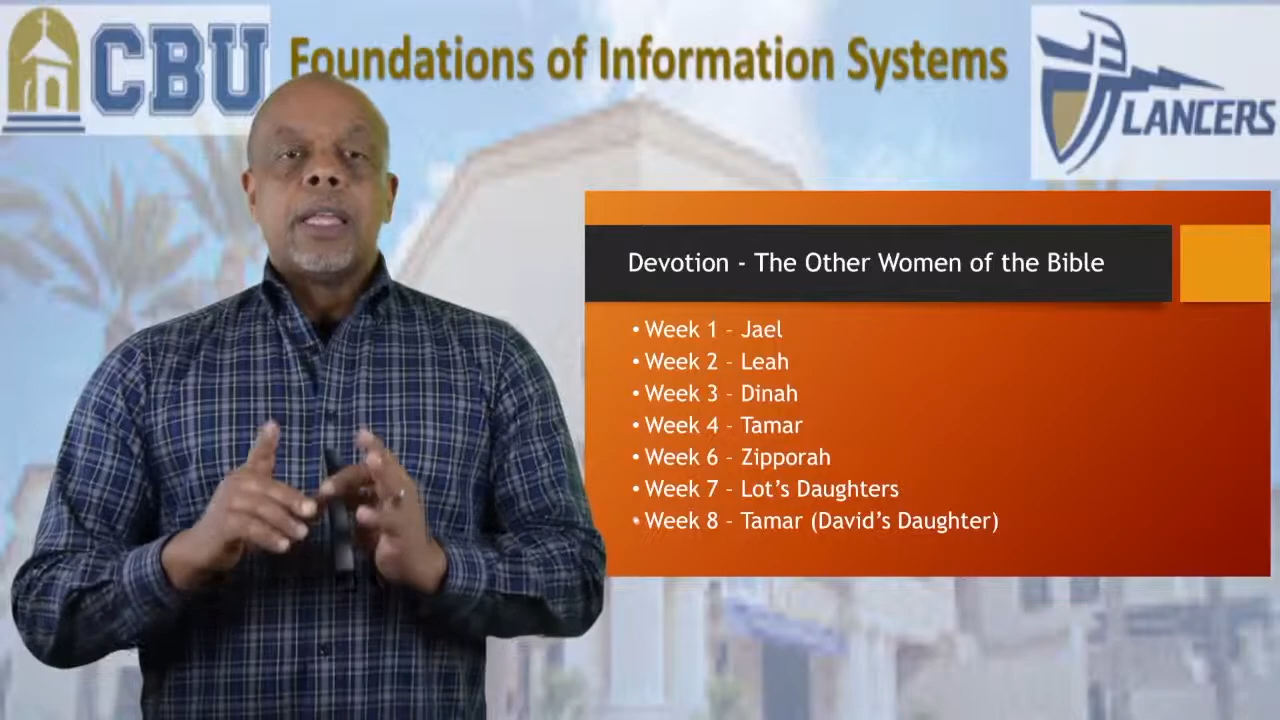 CBU
Foundations of Information Systems
LANCERS
Devotion - The Other Women of the Bible
• Week 1 – Jael
• Week 2 – Leah
• Week 3 – Dinah
• Week 4 – Tamar
• Week 6 – Zipporah
• Week 7 – Lot’s Daughters
• Week 8 – Tamar (David’s Daughter)